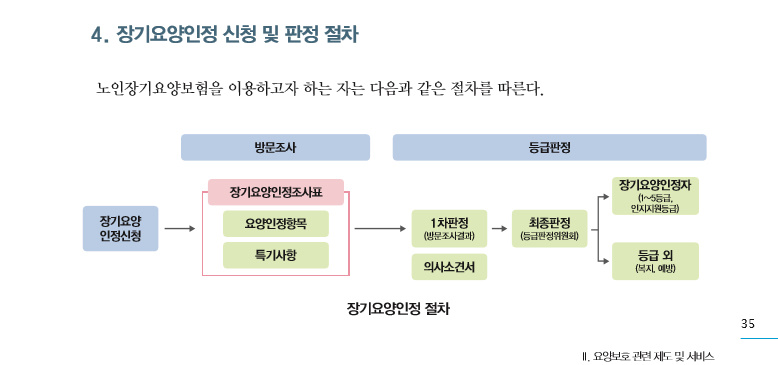 4. 장기요양인정 신청 및 판정 절차
노인장기요양보험을 이용하고자 하는 자는 다음과 같은 절차를 따른다.
방문조사
등급판정
장기요양
인정신청
장기요양인정조사표
요양인정항목
특기사항
1차판정
(방문조사결과)
의사소견서
최종판정
(등급판정위원회)
장기요양인정자
(1~5등급,
인지지원등급)
등급 외
(복지, 예방)
장기요양인정 절차
35
Ⅱ. 요양보호 관련 제도 및 서비스